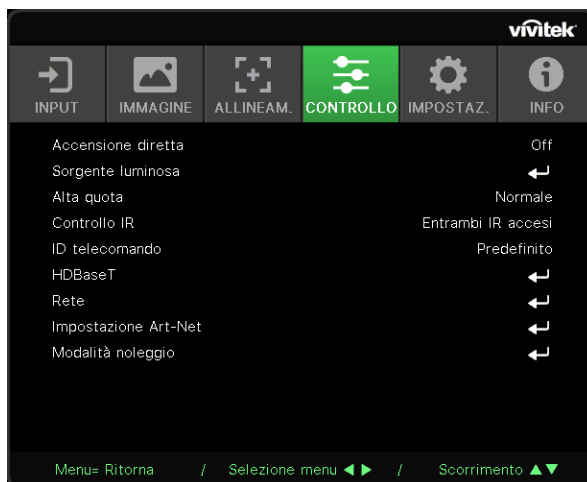 vivitek
INPUT IMMAGINE ALLINEAM. CONTROLLO IMPOSTAZ. INFO
Accensione diretta Off
Sorgente luminosa
Alta quota Normale
Controllo IR Entrambi IR accesi
ID telecomando Predefinito
HDBaseT
Rete
Impostazione Art-Net
Modalità noleggio
Menu= Ritorna / Selezione menu ◄ ► / Scorrimento ▲▼